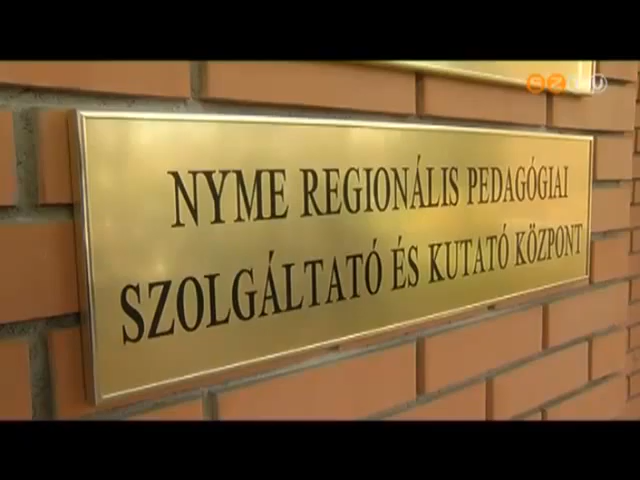 NYME REGIONÁLIS PEDAGÓGIAI
SZOLGÁLTATÓ ÉS KUTATÓ KÖZPONT